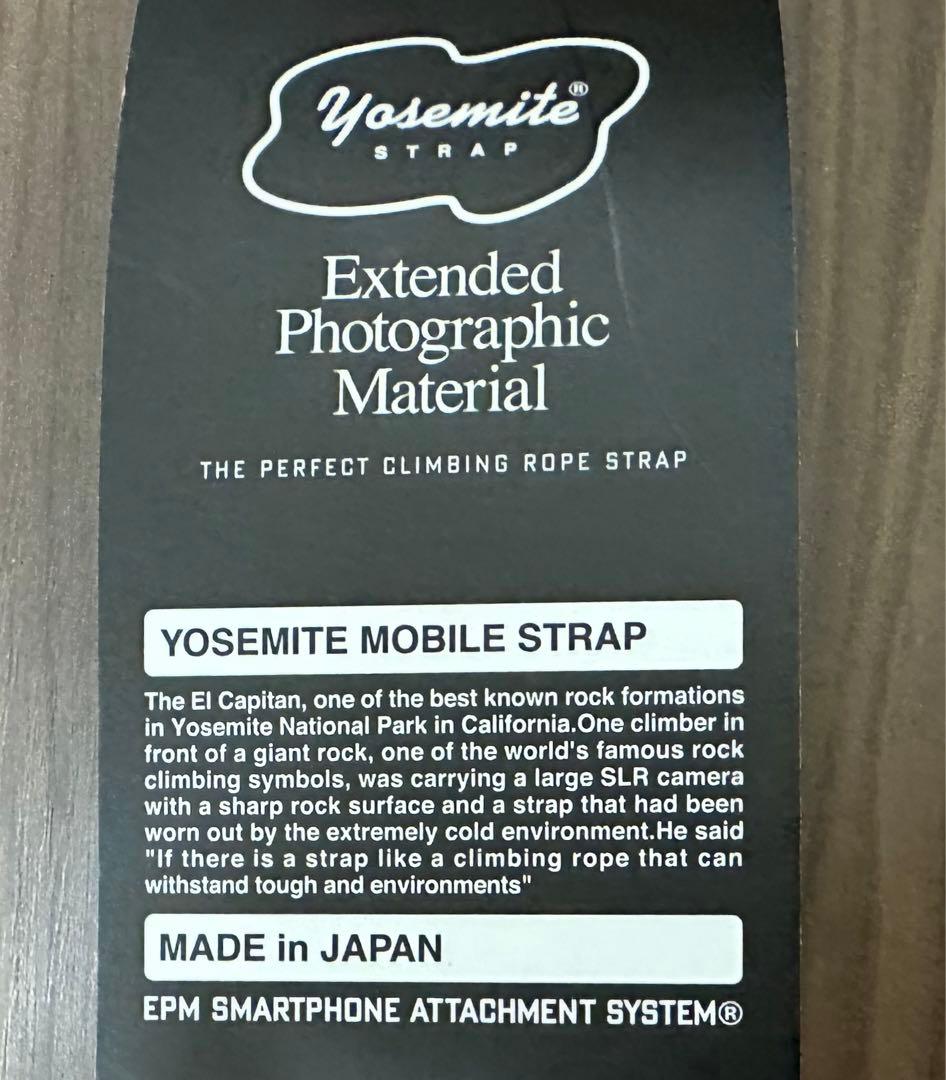 Yosemite®
STRAP
Extended
Photographic
Material
THE PERFECT CLIMBING ROPE STRAP
YOSEMITE MOBILE STRAP
The El Capitan, one of the best known rock formations
in Yosemite National Park in California.One climber in
front of a giant rock, one of the world's famous rock
climbing symbols, was carrying a large SLR camera
with a sharp rock surface and a strap that had been
worn out by the extremely cold environment.He said
"If there is a strap like a climbing rope that can
withstand tough and environments"
MADE in JAPAN
EPM SMARTPHONE ATTACHMENT SYSTEM®